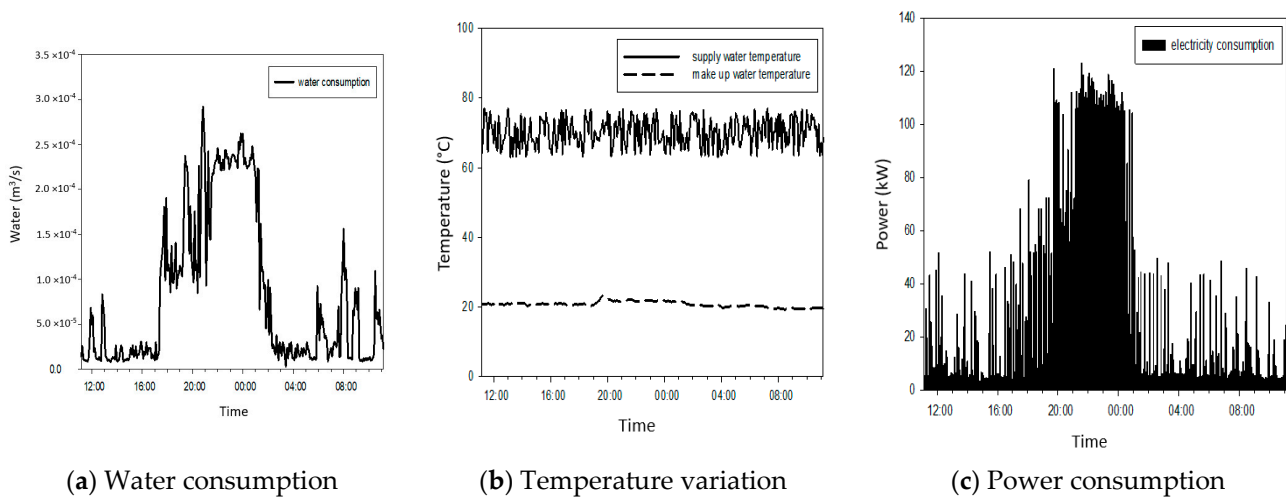 3.5 ×10⁻⁴
3.0 ×10⁻⁴
2.5 ×10⁻⁴
2.0 ×10⁻⁴
1.5 ×10⁻⁴
1.0 ×10⁻⁴
5.0 ×10⁻⁵
0.0
Water (m³/s)
water consumption
12:00 16:00 20:00 00:00 04:00 08:00
Time
(a) Water consumption
100
80
60
40
20
0
Temperature (°C)
supply water temperature
make up water temperature
12:00 16:00 20:00 00:00 04:00 08:00
Time
(b) Temperature variation
140
120
100
80
60
40
20
0
Power (kW)
electricity consumption
12:00 16:00 20:00 00:00 04:00 08:00
Time
(c) Power consumption